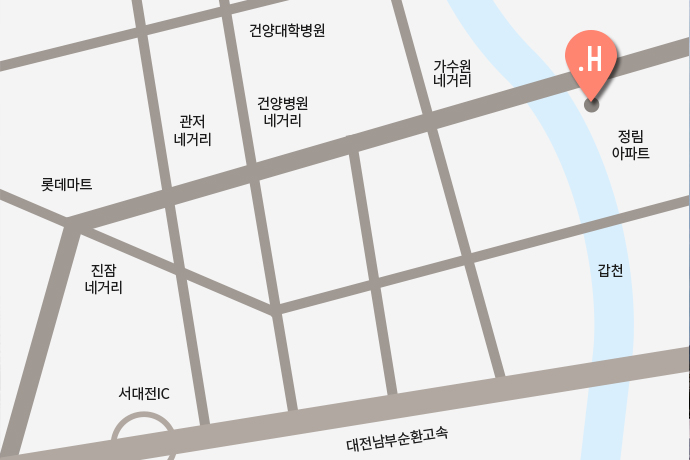 건양대학병원
.H
가수원
네거리
건양병원
네거리
관저
네거리
정림
아파트
롯데마트
진잠
네거리
갑천
서대전IC
대전남부순환고속